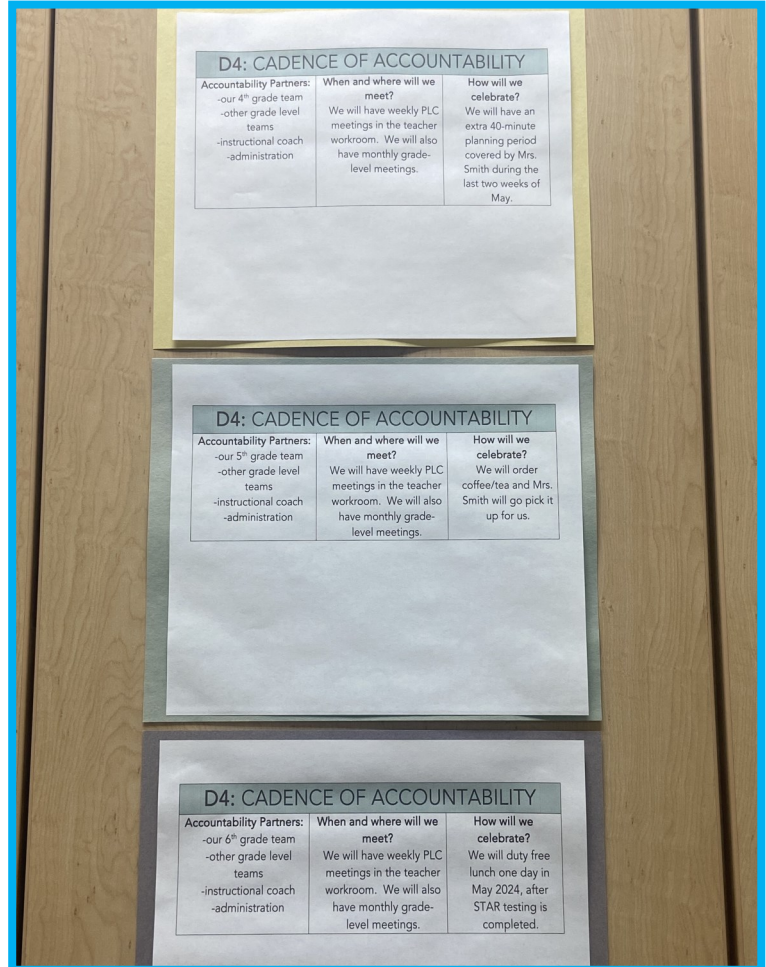 D4: CADENCE OF ACCOUNTABILITY
Accountability Partners:
-our 4th grade team
-other grade level
teams
-instructional coach
-administration
When and where will we
meet?
We will have weekly PLC
meetings in the teacher
workroom. We will also
have monthly grade-
level meetings.
How will we
celebrate?
We will have an
extra 40-minute
planning period
covered by Mrs.
Smith during the
last two weeks of
May.
D4: CADENCE OF ACCOUNTABILITY
Accountability Partners:
-our 5th grade team
-other grade level
teams
-instructional coach
-administration
When and where will we
meet?
We will have weekly PLC
meetings in the teacher
workroom. We will also
have monthly grade-
level meetings.
How will we
celebrate?
We will order
coffee/tea and Mrs.
Smith will go pick it
up for us.
D4: CADENCE OF ACCOUNTABILITY
Accountability Partners:
-our 6th grade team
-other grade level
teams
-instructional coach
-administration
When and where will we
meet?
We will have weekly PLC
meetings in the teacher
workroom. We will also
have monthly grade-
level meetings.
How will we
celebrate?
We will duty free
lunch one day in
May 2024, after
STAR testing is
completed.